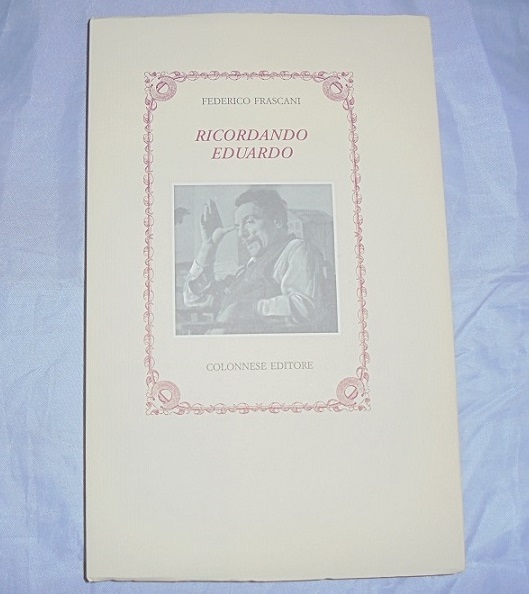 FEDERICO FRASCANI
RICORDANDO
EDUARDO
COLONNESE EDITORE